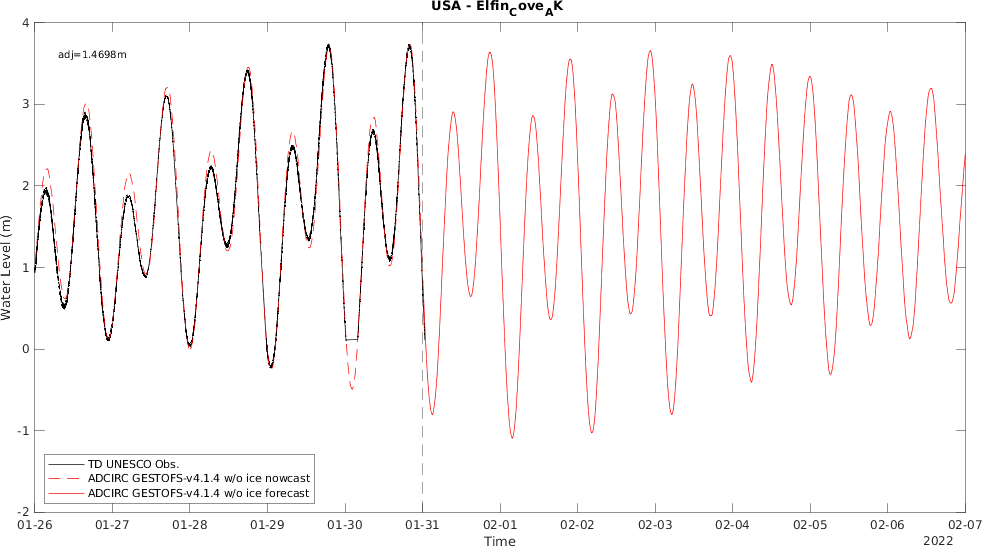 USA - Elfin_Cove_AK
adj=1.4698m
4
3
2
1
0
-1
-2
Water Level (m)
TD UNESCO Obs.
ADCIRC GESTOFS-v4.1.4 w/o ice nowcast
ADCIRC GESTOFS-v4.1.4 w/o ice forecast
01-26 01-27 01-28 01-29 01-30 01-31 02-01 02-02 02-03 02-04 02-05 02-06 02-07
Time
2022